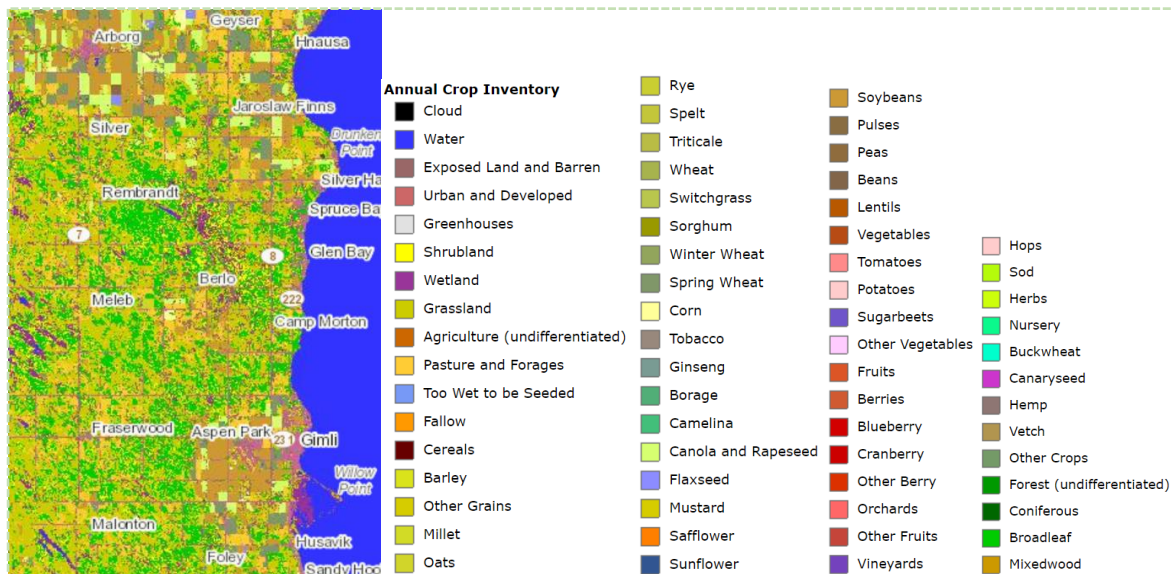 Geyser
Arborg
Hnausa
Jaroslaw Finns
Silver
Drunken
Point
Silver Ha
Rembrandt
Spruce Ba
7
8
Glen Bay
Berlo
Meleb
222
Camp Morton
Fraserwood
Aspen Park
23 1
Gimli
Willow
Point
Malonton
Husavik
Foley
Sandy Hoo
Annual Crop Inventory
Cloud
Water
Exposed Land and Barren
Urban and Developed
Greenhouses
Shrubland
Wetland
Grassland
Agriculture (undifferentiated)
Pasture and Forages
Too Wet to be Seeded
Fallow
Cereals
Barley
Other Grains
Millet
Oats
Rye
Spelt
Triticale
Wheat
Switchgrass
Sorghum
Winter Wheat
Spring Wheat
Corn
Tobacco
Ginseng
Borage
Camelina
Canola and Rapeseed
Flaxseed
Mustard
Safflower
Sunflower
Soybeans
Pulses
Peas
Beans
Lentils
Vegetables
Tomatoes
Potatoes
Sugarbeets
Other Vegetables
Fruits
Berries
Blueberry
Cranberry
Other Berry
Orchards
Other Fruits
Vineyards
Hops
Sod
Herbs
Nursery
Buckwheat
Canaryseed
Hemp
Vetch
Other Crops
Forest (undifferentiated)
Coniferous
Broadleaf
Mixedwood